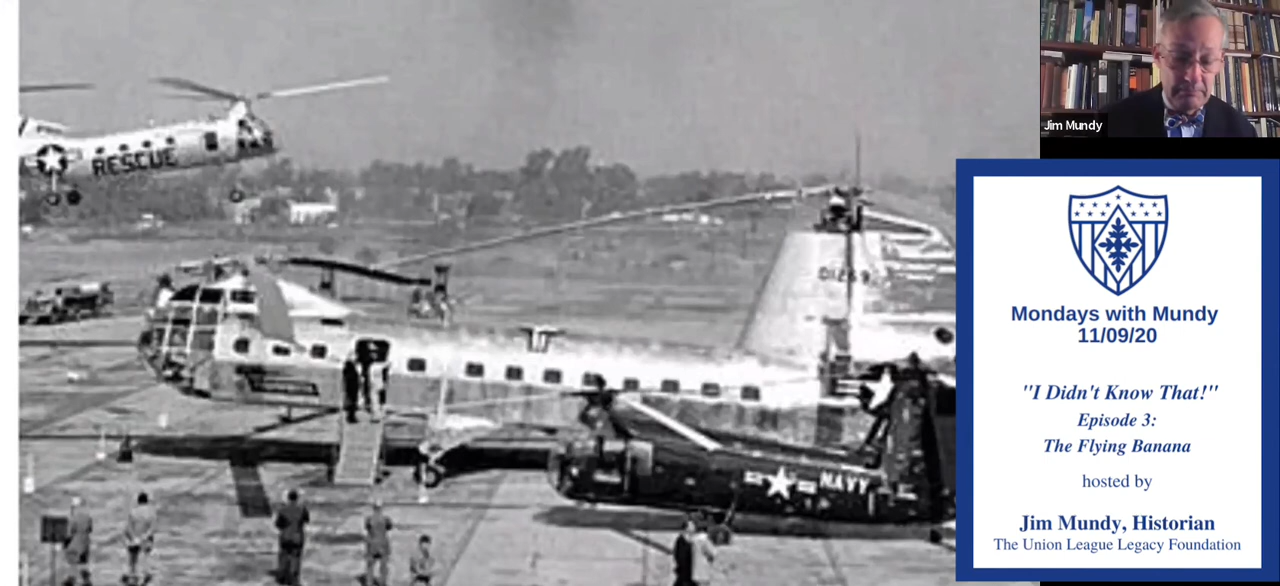 RESCUE
NAVY
Jim Mundy
Mondays with Mundy
11/09/20
"I Didn't Know That!"
Episode 3:
The Flying Banana
hosted by
Jim Mundy, Historian
The Union League Legacy Foundation